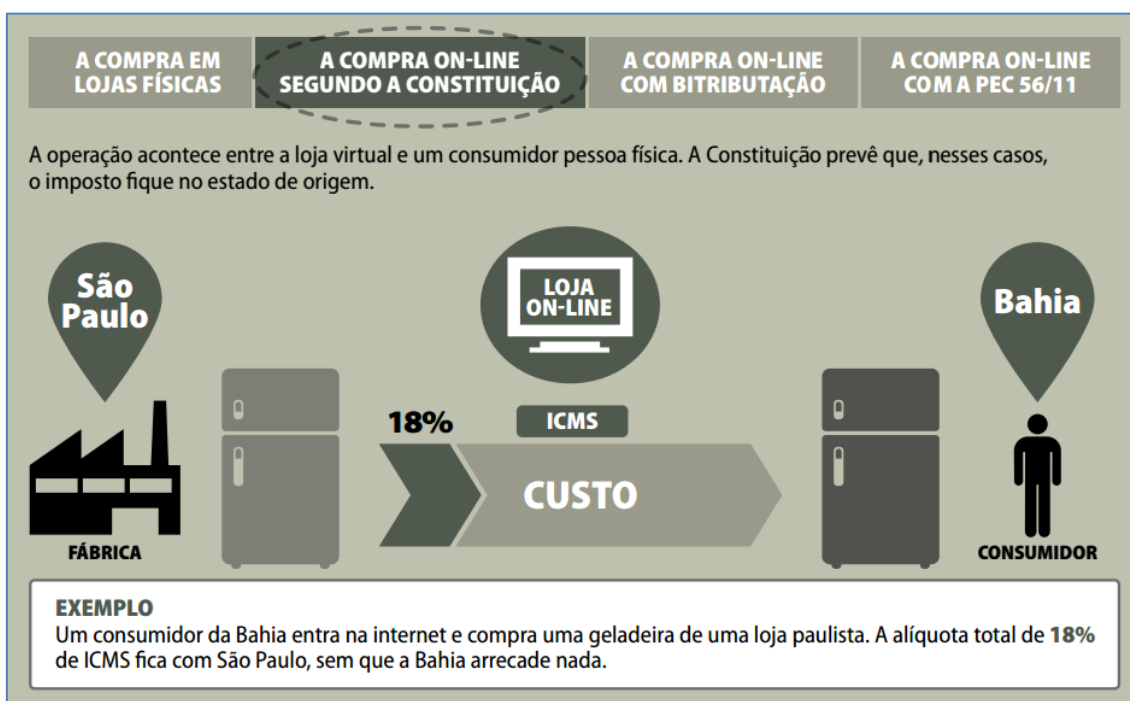 A COMPRA EM
LOJAS FÍSICAS
A COMPRA ON-LINE
SEGUNDO A CONSTITUIÇÃO
A COMPRA ON-LINE
COM BITRIBUTAÇÃO
A COMPRA ON-LINE
COM A PEC 56/11
A operação acontece entre a loja virtual e um consumidor pessoa física. A Constituição prevê que, nesses casos,
o imposto fique no estado de origem.
São
Paulo
LOJA
ON-LINE
Bahia
18%
ICMS
CUSTO
FÁBRICA
CONSUMIDOR
EXEMPLO
Um consumidor da Bahia entra na internet e compra uma geladeira de uma loja paulista. A alíquota total de 18%
de ICMS fica com São Paulo, sem que a Bahia arrecade nada.